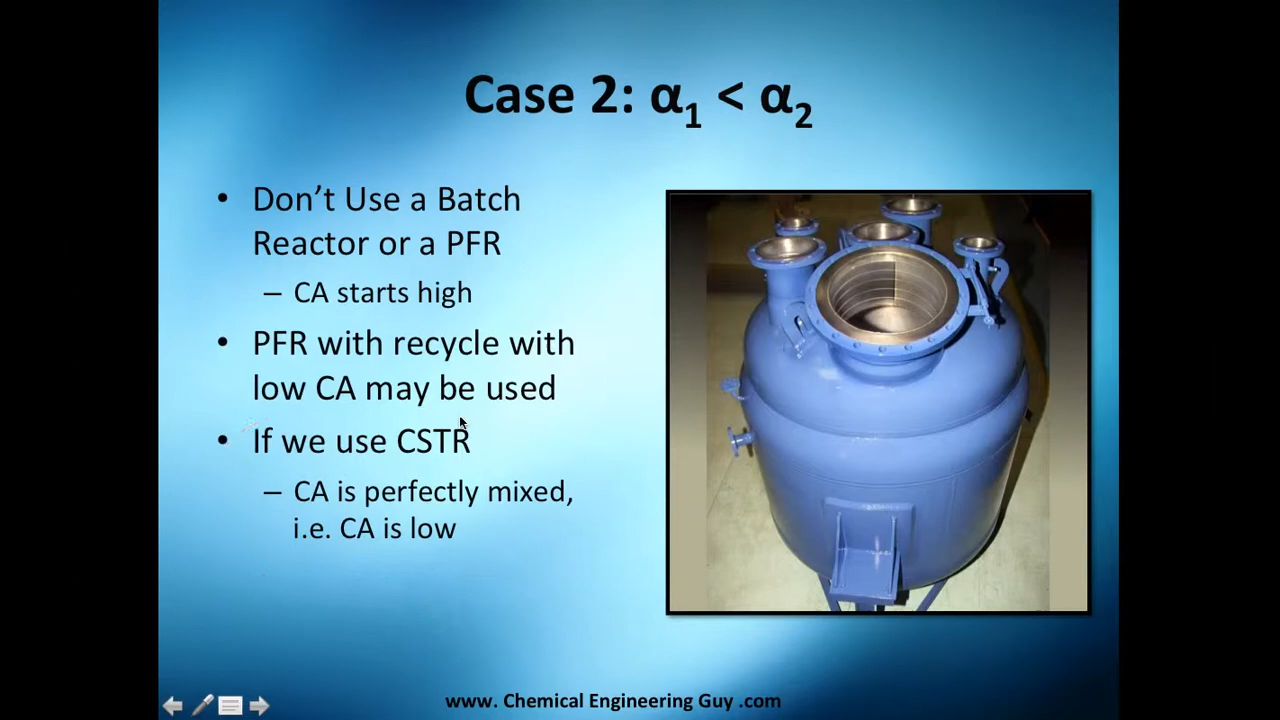 Case 2: α₁ < α₂
• Don’t Use a Batch
Reactor or a PFR
– CA starts high
• PFR with recycle with
low CA may be used
• If we use CSTR
– CA is perfectly mixed,
i.e. CA is low
www. Chemical Engineering Guy .com